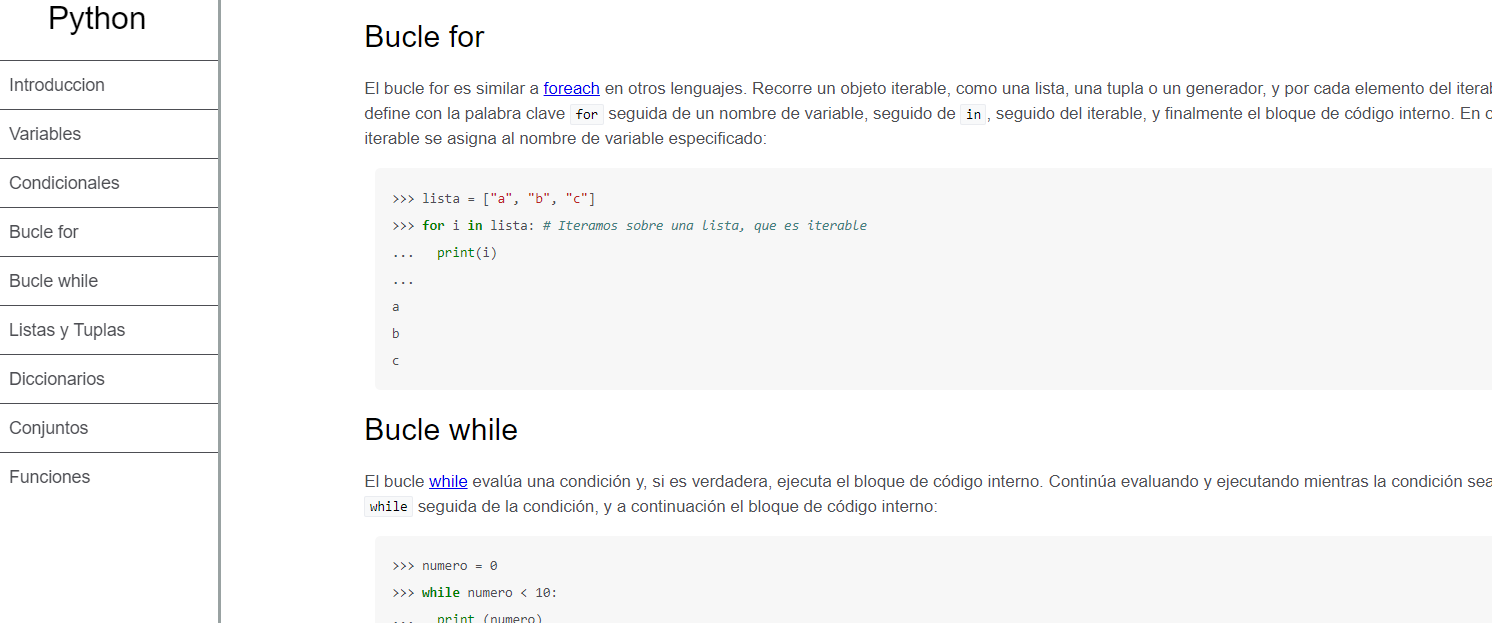 Python
Introduccion
Variables
Condicionales
Bucle for
Bucle while
Listas y Tuplas
Diccionarios
Conjuntos
Funciones
Bucle for
El bucle for es similar a foreach en otros lenguajes. Recorre un objeto iterable, como una lista, una tupla o un generador, y por cada elemento del
define con la palabra clave for seguida de un nombre de variable, seguido de in, seguido del iterable, y finalmente el bloque de código interno. En
iterable se asigna al nombre de variable especificado:
>>> lista = ["a", "b", "c"]
>>> for i in lista: # Iteramos sobre una lista, que es iterable
...   print(i)
...
a
b
c
Bucle while
El bucle while evalúa una condición y, si es verdadera, ejecuta el bloque de código interno. Continúa evaluando y ejecutando mientras la condición sea
while seguida de la condición, y a continuación el bloque de código interno:
>>> numero = 0
>>> while numero < 10:
...   print (numero)